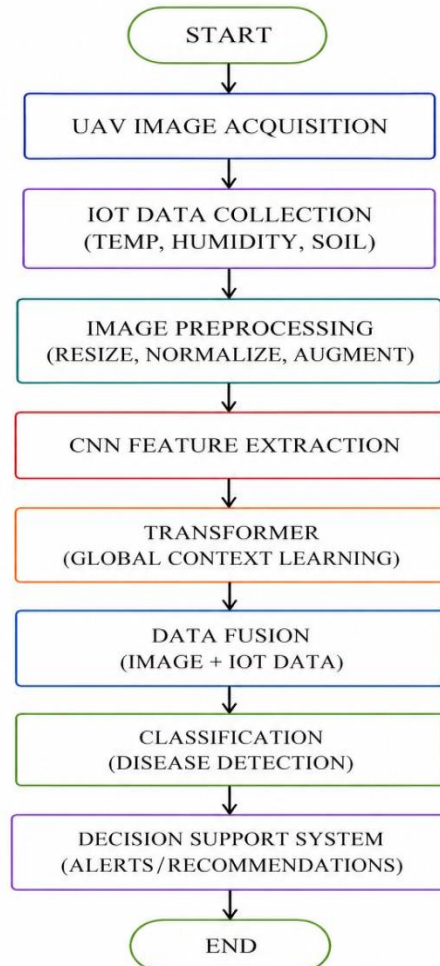 START
UAV IMAGE ACQUISITION
IOT DATA COLLECTION
(TEMP, HUMIDITY, SOIL)
IMAGE PREPROCESSING
(RESIZE, NORMALIZE, AUGMENT)
CNN FEATURE EXTRACTION
TRANSFORMER
(GLOBAL CONTEXT LEARNING)
DATA FUSION
(IMAGE + IOT DATA)
CLASSIFICATION
(DISEASE DETECTION)
DECISION SUPPORT SYSTEM
(ALERTS/RECOMMENDATIONS)
END